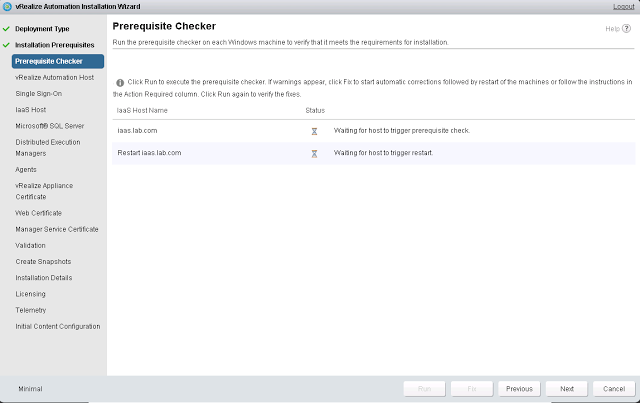 vRealize Automation Installation Wizard
Logout
Deployment Type
Installation Prerequisites
Prerequisite Checker
vRealize Automation Host
Single Sign-On
IaaS Host
Microsoft® SQL Server
Distributed Execution
Managers
Agents
vRealize Appliance
Certificate
Web Certificate
Manager Service Certificate
Validation
Create Snapshots
Installation Details
Licensing
Telemetry
Initial Content Configuration
Prerequisite Checker
Help ?
Run the prerequisite checker on each Windows machine to verify that it meets the requirements for installation.
Click Run to execute the prerequisite checker. If warnings appear, click Fix to start automatic corrections followed by restart of the machines or follow the instructions in
the Action Required column. Click Run again to verify the fixes.
IaaS Host Name Status
iaas.lab.com Waiting for host to trigger prerequisite check.
Restart iaas.lab.com Waiting for host to trigger restart.
Minimal
Run Fix Previous Next Cancel